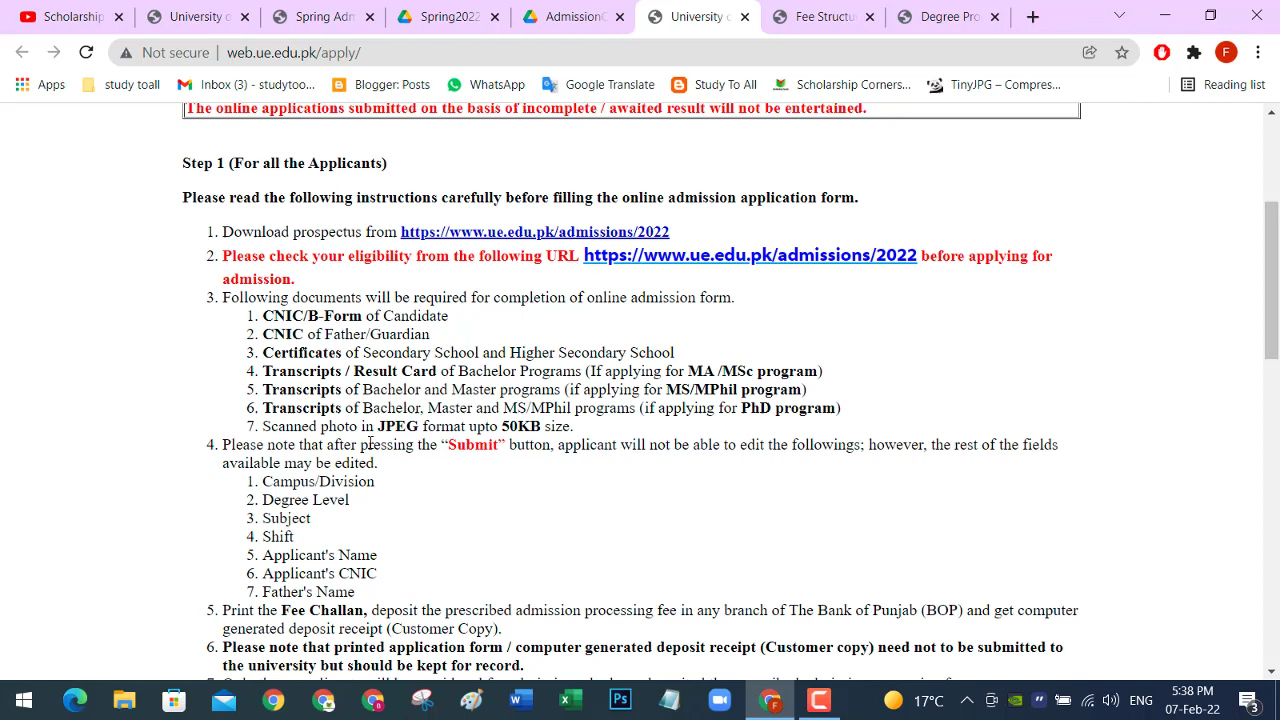 Scholarship
University o
Spring Adm
Spring2022
AdmissionC
University o
Fee Structu
Degree Pro
Not secure | web.ue.edu.pk/apply/
Apps study toall Inbox (3) - studytoo... Blogger: Posts WhatsApp Google Translate Study To All Scholarship Corners... TinyJPG – Compres... Reading list
The online applications submitted on the basis of incomplete / awaited result will not be entertained.
Step 1 (For all the Applicants)
Please read the following instructions carefully before filling the online admission application form.
1. Download prospectus from https://www.ue.edu.pk/admissions/2022
2. Please check your eligibility from the following URL https://www.ue.edu.pk/admissions/2022 before applying for
admission.
3. Following documents will be required for completion of online admission form.
1. CNIC/B-Form of Candidate
2. CNIC of Father/Guardian
3. Certificates of Secondary School and Higher Secondary School
4. Transcripts / Result Card of Bachelor Programs (If applying for MA /MSc program)
5. Transcripts of Bachelor and Master programs (if applying for MS/MPhil program)
6. Transcripts of Bachelor, Master and MS/MPhil programs (if applying for PhD program)
7. Scanned photo in JPEG format upto 50KB size.
4. Please note that after pressing the “Submit” button, applicant will not be able to edit the followings; however, the rest of the fields
available may be edited.
1. Campus/Division
2. Degree Level
3. Subject
4. Shift
5. Applicant's Name
6. Applicant's CNIC
7. Father's Name
5. Print the Fee Challan, deposit the prescribed admission processing fee in any branch of The Bank of Punjab (BOP) and get computer
generated deposit receipt (Customer Copy).
6. Please note that printed application form / computer generated deposit receipt (Customer copy) need not to be submitted to
the university but should be kept for record.
17°C ENG 5:38 PM
07-Feb-22 3